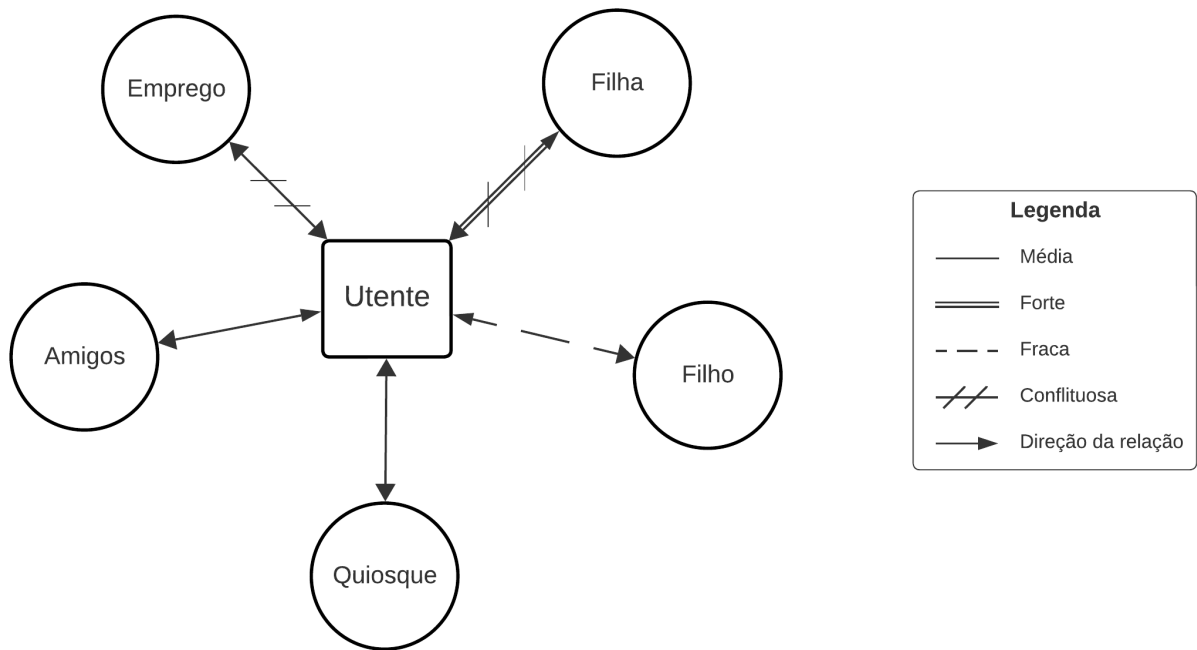 Emprego
Filha
Utente
Amigos
Filho
Quiosque
Legenda
Média
Forte
Fraca
Conflituosa
Direção da relação